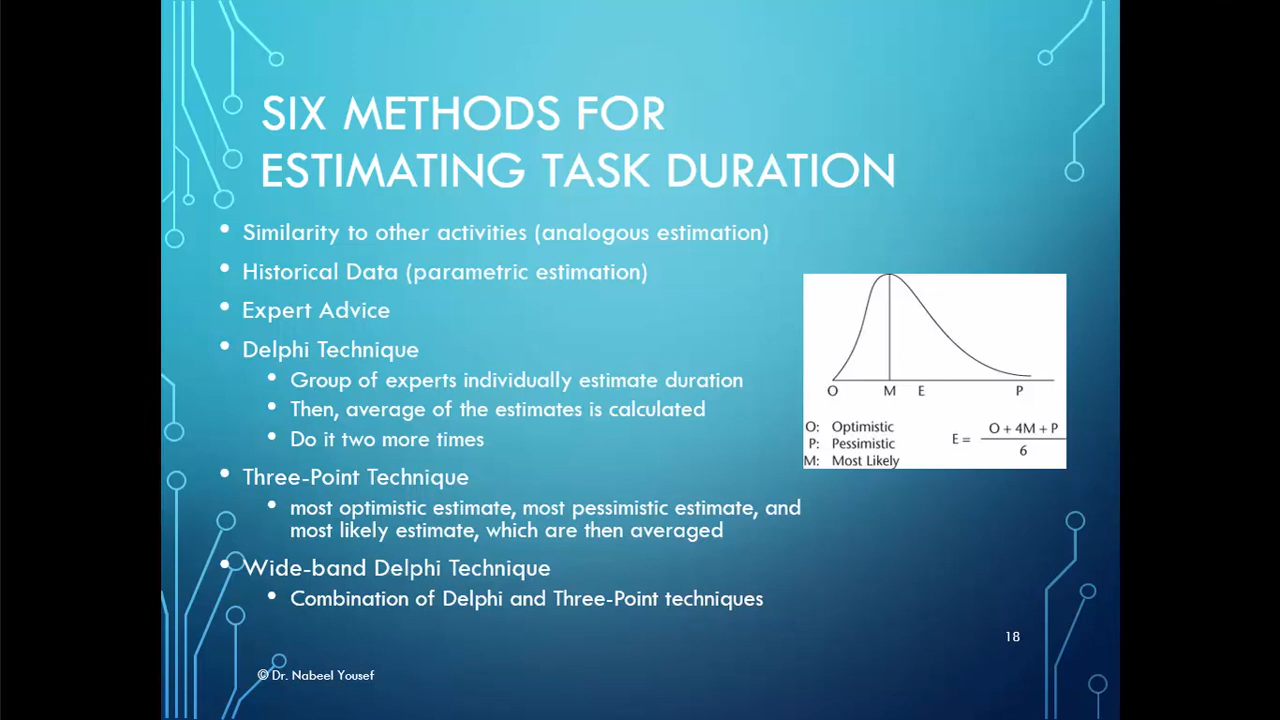 SIX METHODS FOR
ESTIMATING TASK DURATION
• Similarity to other activities (analogous estimation)
• Historical Data (parametric estimation)
• Expert Advice
• Delphi Technique
• Group of experts individually estimate duration
• Then, average of the estimates is calculated
• Do it two more times
• Three-Point Technique
• most optimistic estimate, most pessimistic estimate, and
most likely estimate, which are then averaged
• Wide-band Delphi Technique
• Combination of Delphi and Three-Point techniques
O M E P
O: Optimistic
P: Pessimistic
M: Most Likely
E = O + 4M + P
6
18
© Dr. Nabeel Yousef